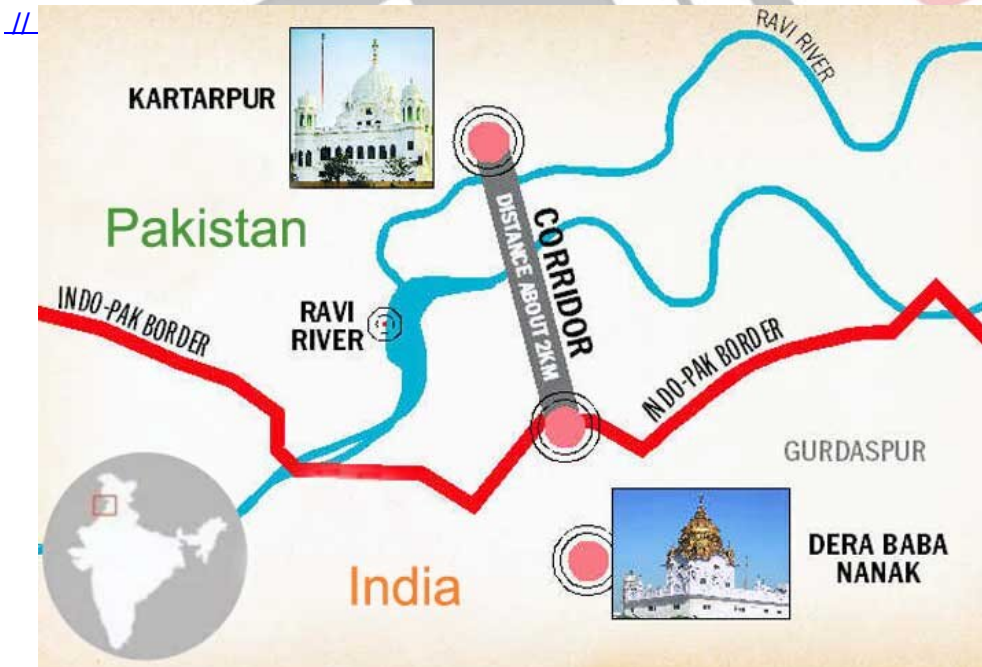 //
RAVI RIVER
KARTARPUR
Pakistan
DISTANCE ABOUT 2KM
CORRIDOR
INDO-PAK BORDER
RAVI
RIVER
INDO-PAK BORDER
GURDASPUR
DERA BABA
NANAK
India